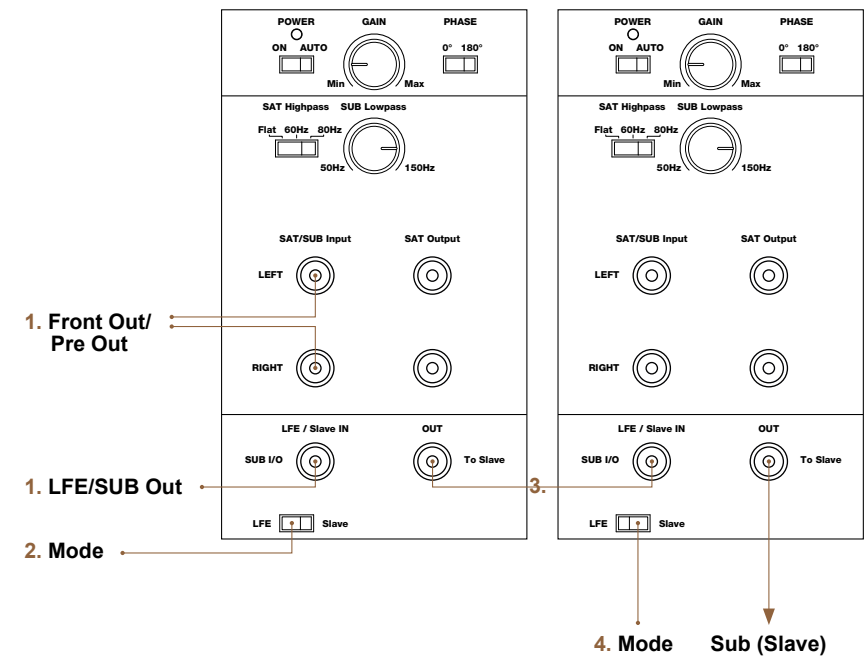 POWER GAIN PHASE
ON AUTO 0° 180°
Min Max
SAT Highpass SUB Lowpass
Flat 60Hz 80Hz
50Hz 150Hz
SAT/SUB Input SAT Output
LEFT
RIGHT
LFE / Slave IN OUT
SUB I/O To Slave
LFE Slave
POWER GAIN PHASE
ON AUTO 0° 180°
Min Max
SAT Highpass SUB Lowpass
Flat 60Hz 80Hz
50Hz 150Hz
SAT/SUB Input SAT Output
LEFT
RIGHT
LFE / Slave IN OUT
SUB I/O To Slave
LFE Slave
1. Front Out/
Pre Out
1. LFE/SUB Out
2. Mode
3.
4. Mode
Sub (Slave)